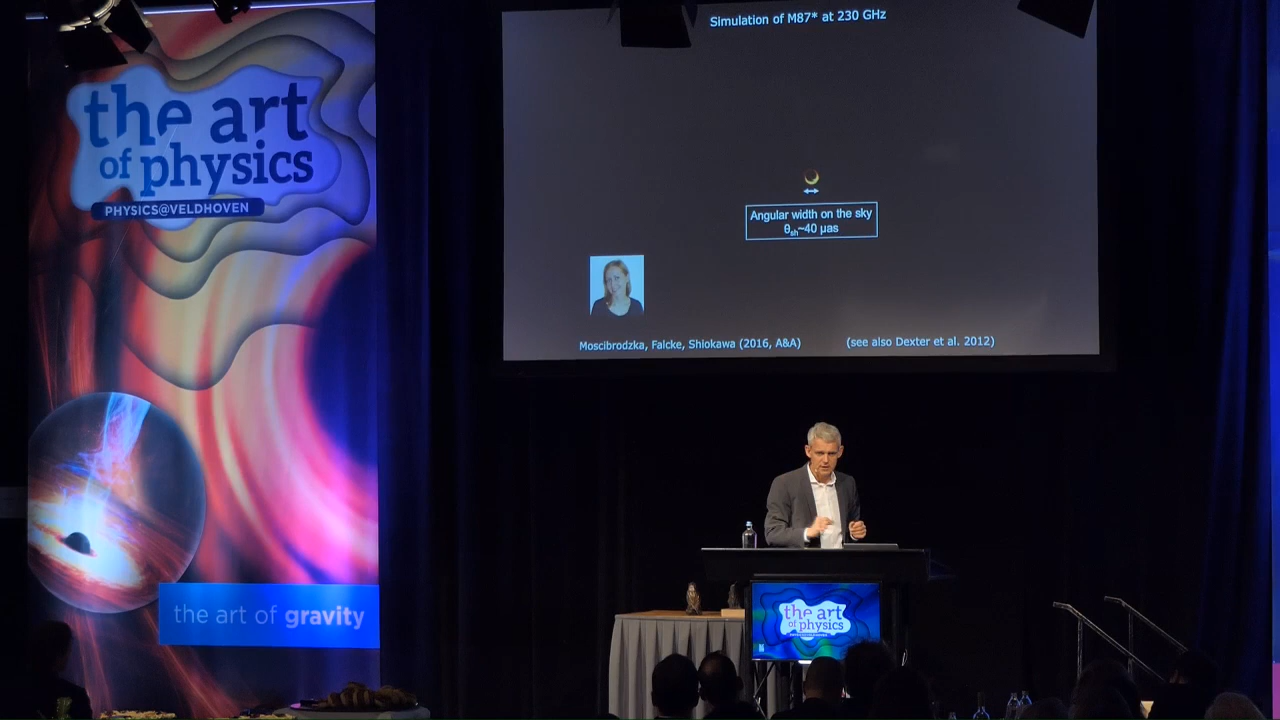 the art
of physics
PHYSICS@VELDHOVEN
the art of gravity
Simulation of M87* at 230 GHz
Angular width on the sky
θsh~40 μas
Moscibrodzka, Falcke, Shiokawa (2016, A&A)
(see also Dexter et al. 2012)
the art
of physics